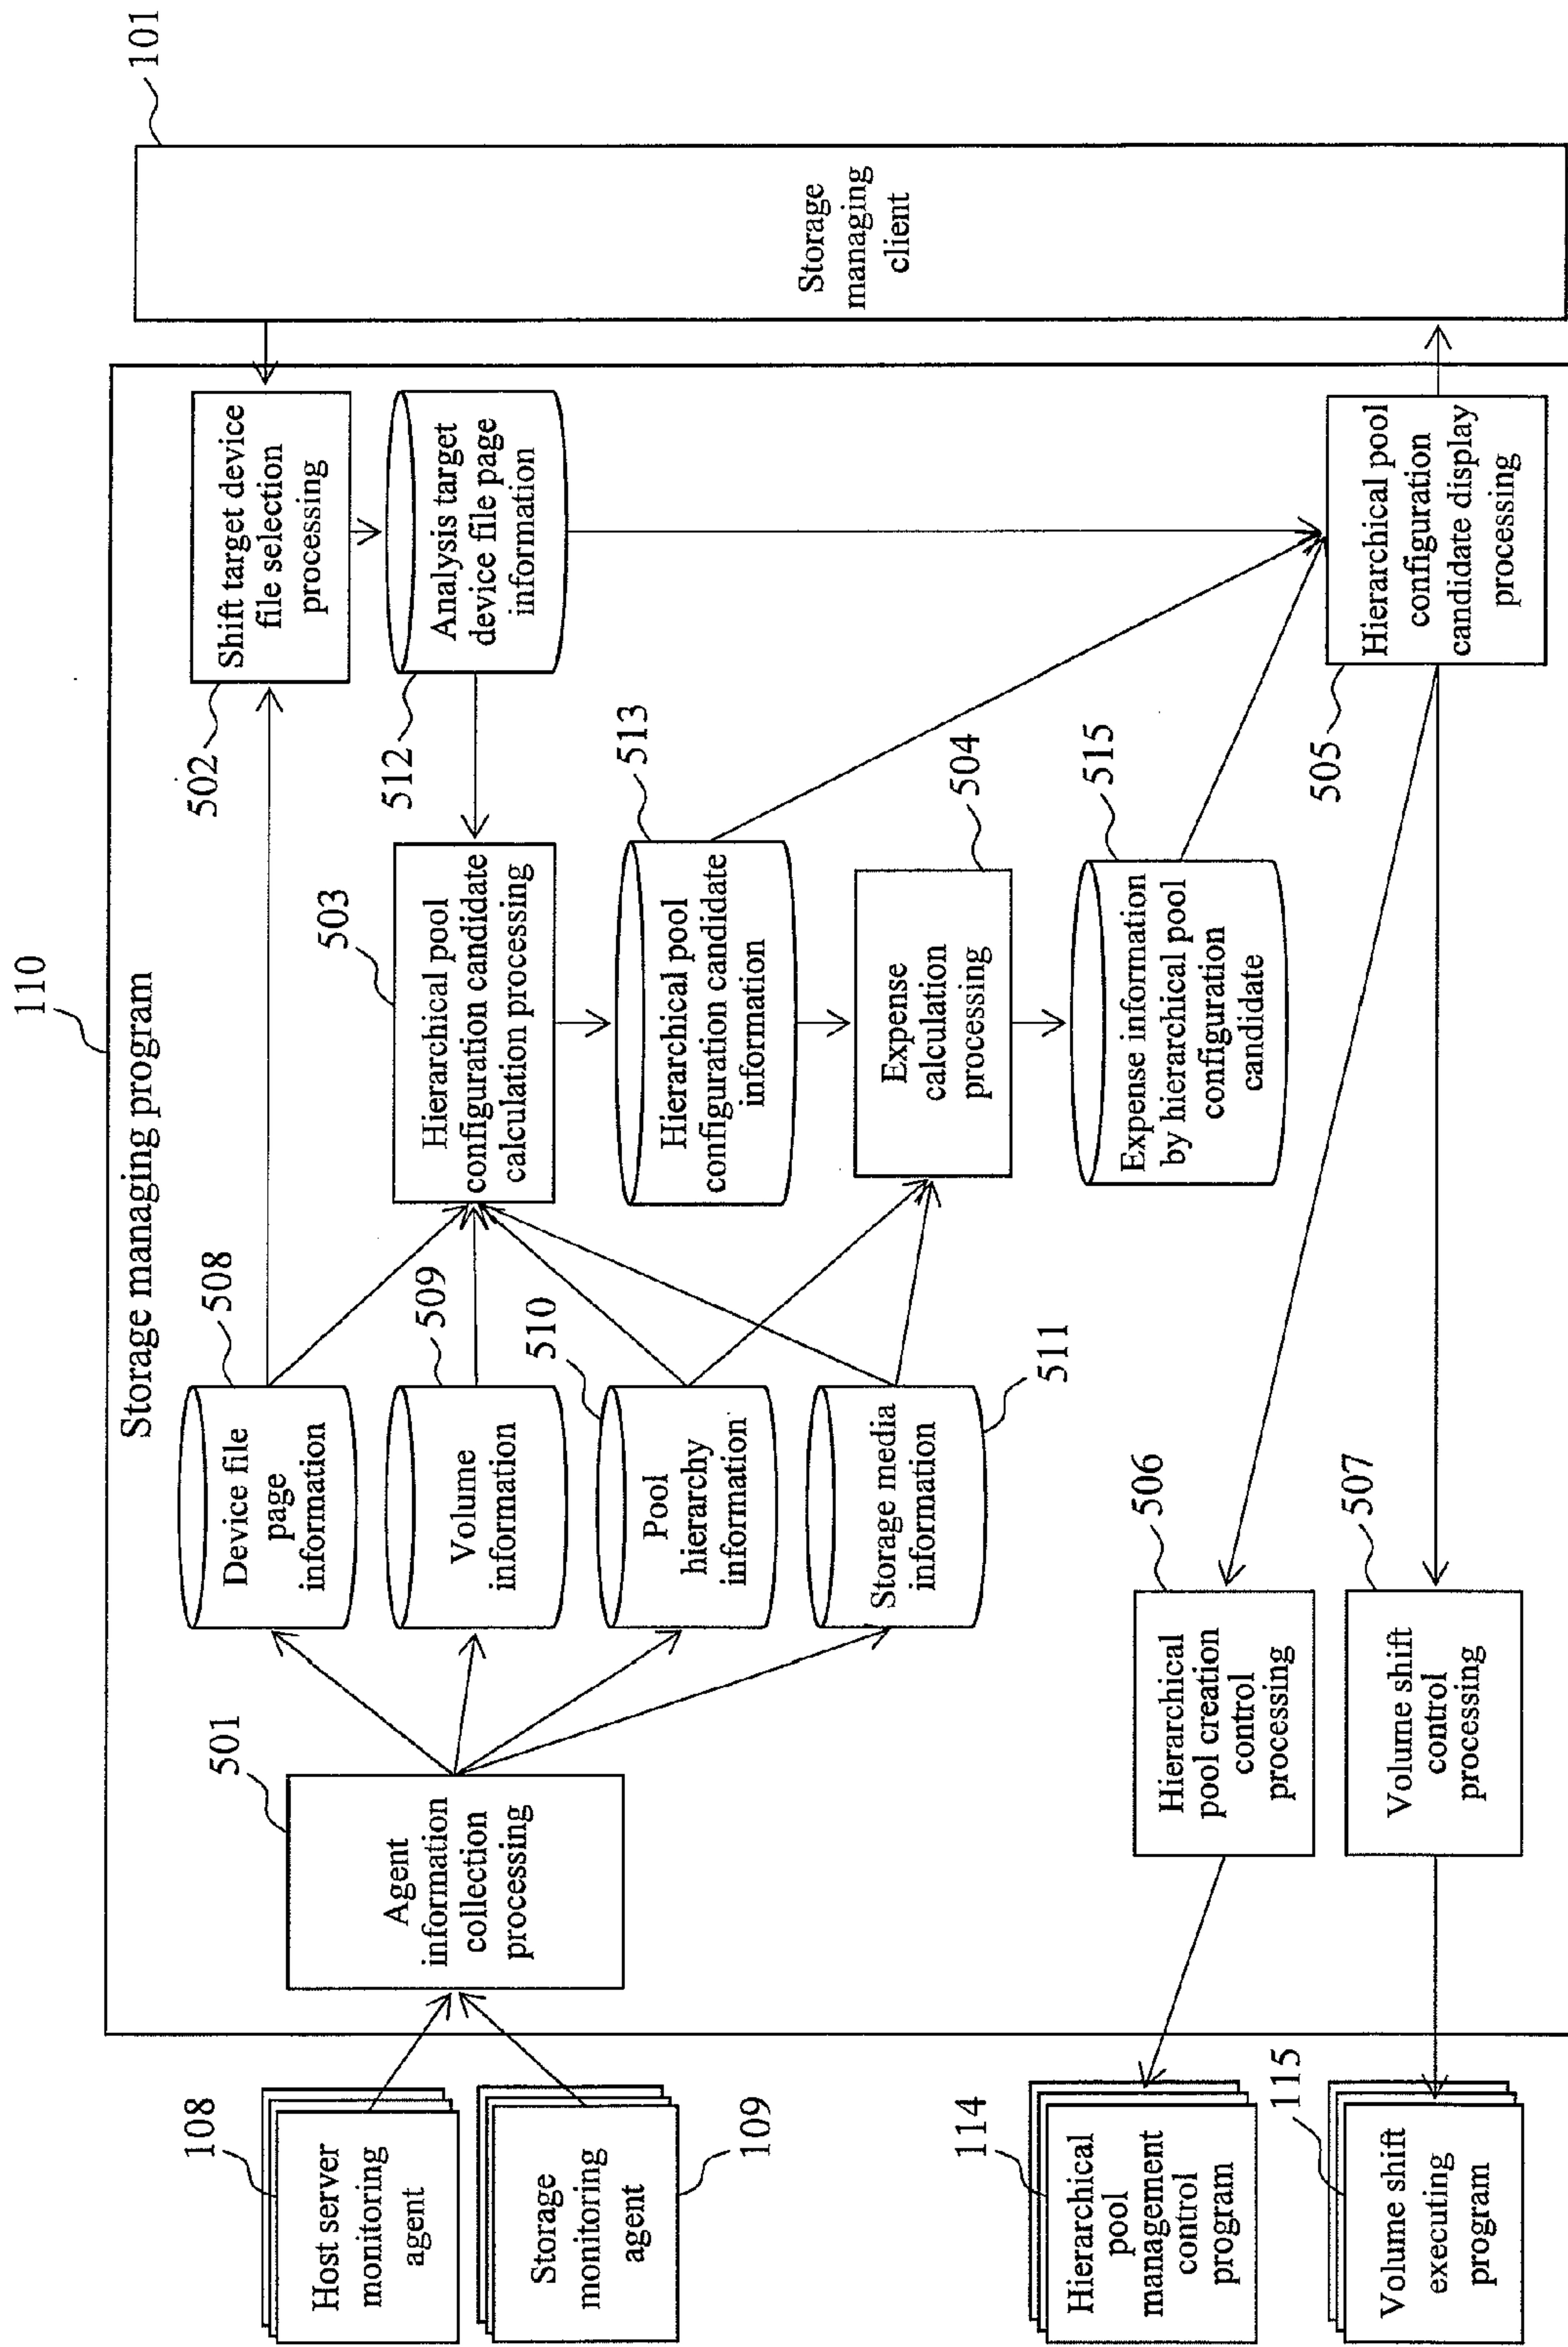 110
Storage managing program
101
Storage
managing
client
108
Host server
monitoring
agent
Storage
monitoring
agent
109
501
Agent
information
collection
processing
508
Device file
page
information
509
Volume
information
510
Pool
hierarchy
information
511
Storage media
information
502
Shift target device
file selection
processing
512
Analysis target
device file page
information
503
Hierarchical pool
configuration candidate
calculation processing
513
Hierarchical pool
configuration candidate
information
504
Expense
calculation
processing
515
Expense information
by hierarchical pool
configuration
candidate
505
Hierarchical pool
configuration
candidate display
processing
506
Hierarchical
pool creation
control
processing
507
Volume shift
control
processing
114
Hierarchical
pool
management
control
program
115
Volume shift
executing
program